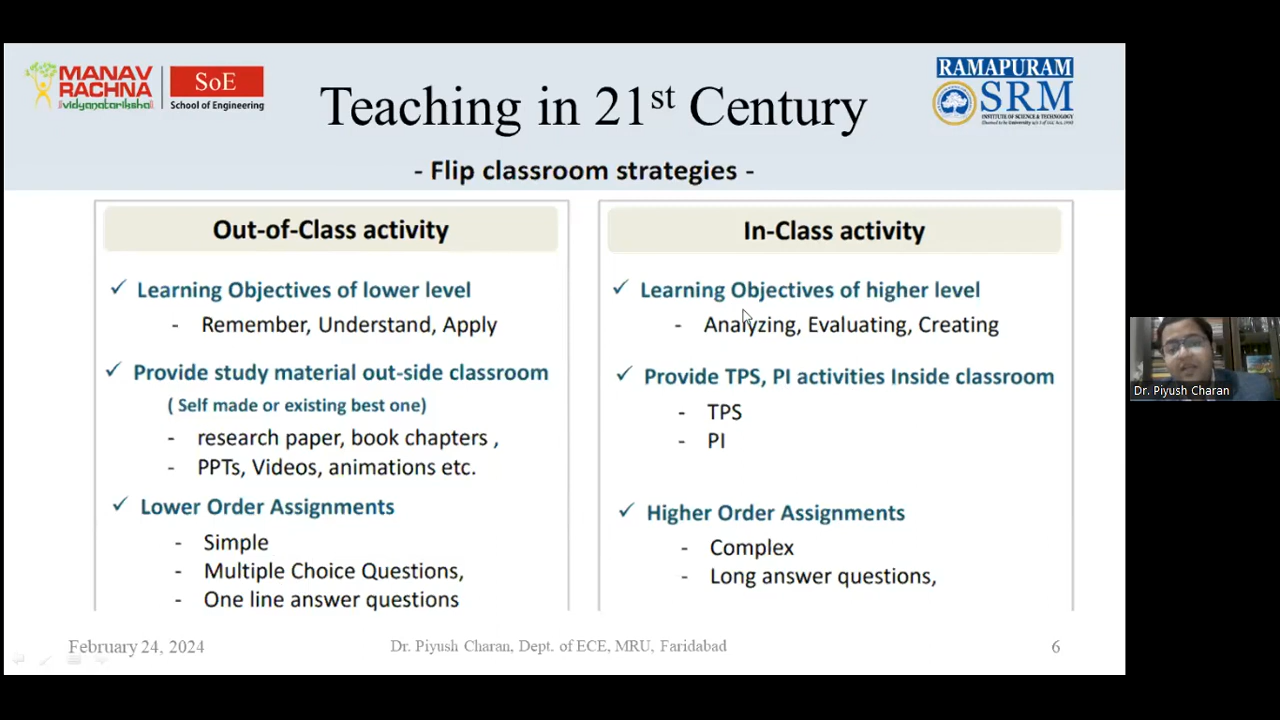 MANAV
RACHNA
vidyanatariksha
SoE
School of Engineering
Teaching in 21st Century
RAMAPURAM
SRM
INSTITUTE OF SCIENCE & TECHNOLOGY
- Flip classroom strategies -
Out-of-Class activity
✓ Learning Objectives of lower level
- Remember, Understand, Apply
✓ Provide study material out-side classroom
( Self made or existing best one)
- research paper, book chapters ,
- PPTs, Videos, animations etc.
✓ Lower Order Assignments
- Simple
- Multiple Choice Questions,
- One line answer questions
In-Class activity
✓ Learning Objectives of higher level
- Analyzing, Evaluating, Creating
✓ Provide TPS, PI activities Inside classroom
- TPS
- PI
✓ Higher Order Assignments
- Complex
- Long answer questions,
Dr. Piyush Charan
February 24, 2024
Dr. Piyush Charan, Dept. of ECE, MRU, Faridabad
6